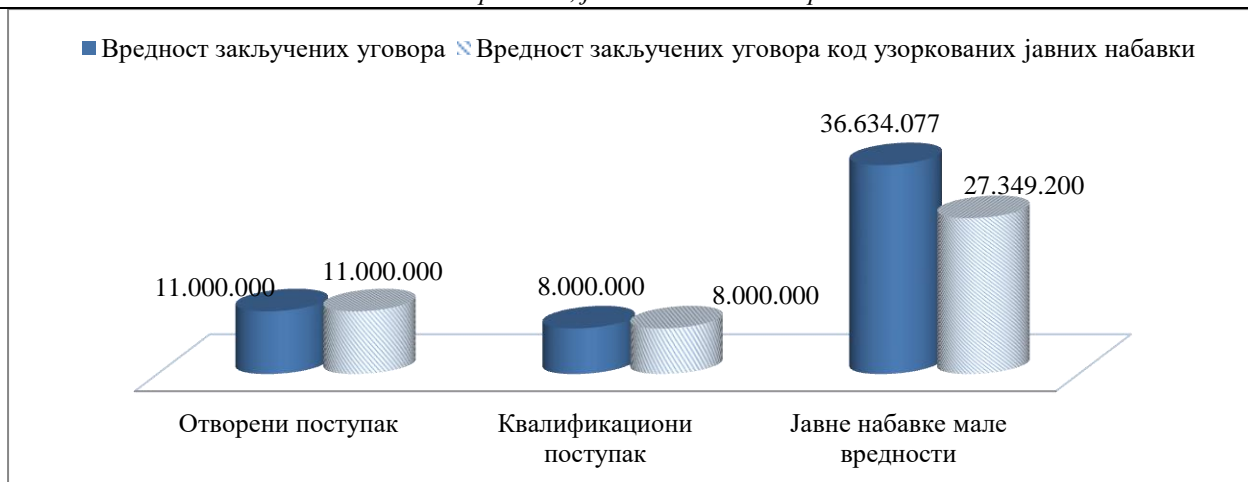 Вредност закључених уговора Вредност закључених уговора код узоркованих јавних набавки
36.634.077
27.349.200
11.000.000
11.000.000
8.000.000
8.000.000
Отворени поступак
Квалификациони
поступак
Јавне набавке мале
вредности